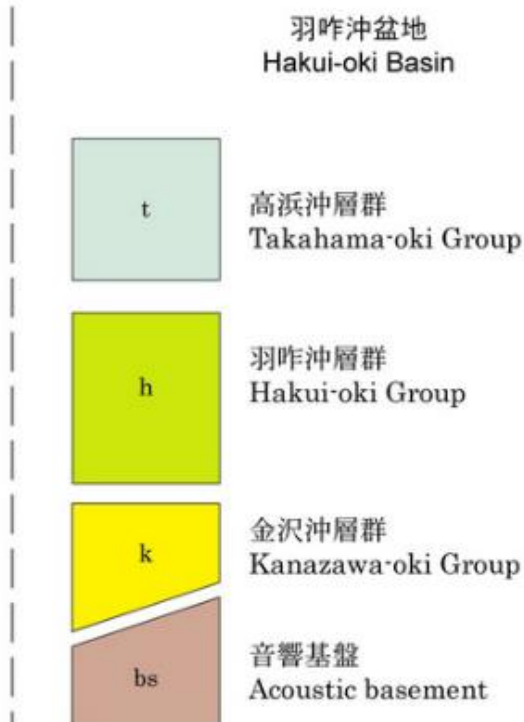 羽咋沖盆地
Hakui-oki Basin
t
高浜沖層群
Takahama-oki Group
h
羽咋沖層群
Hakui-oki Group
k
金沢沖層群
Kanazawa-oki Group
bs
音響基盤
Acoustic basement